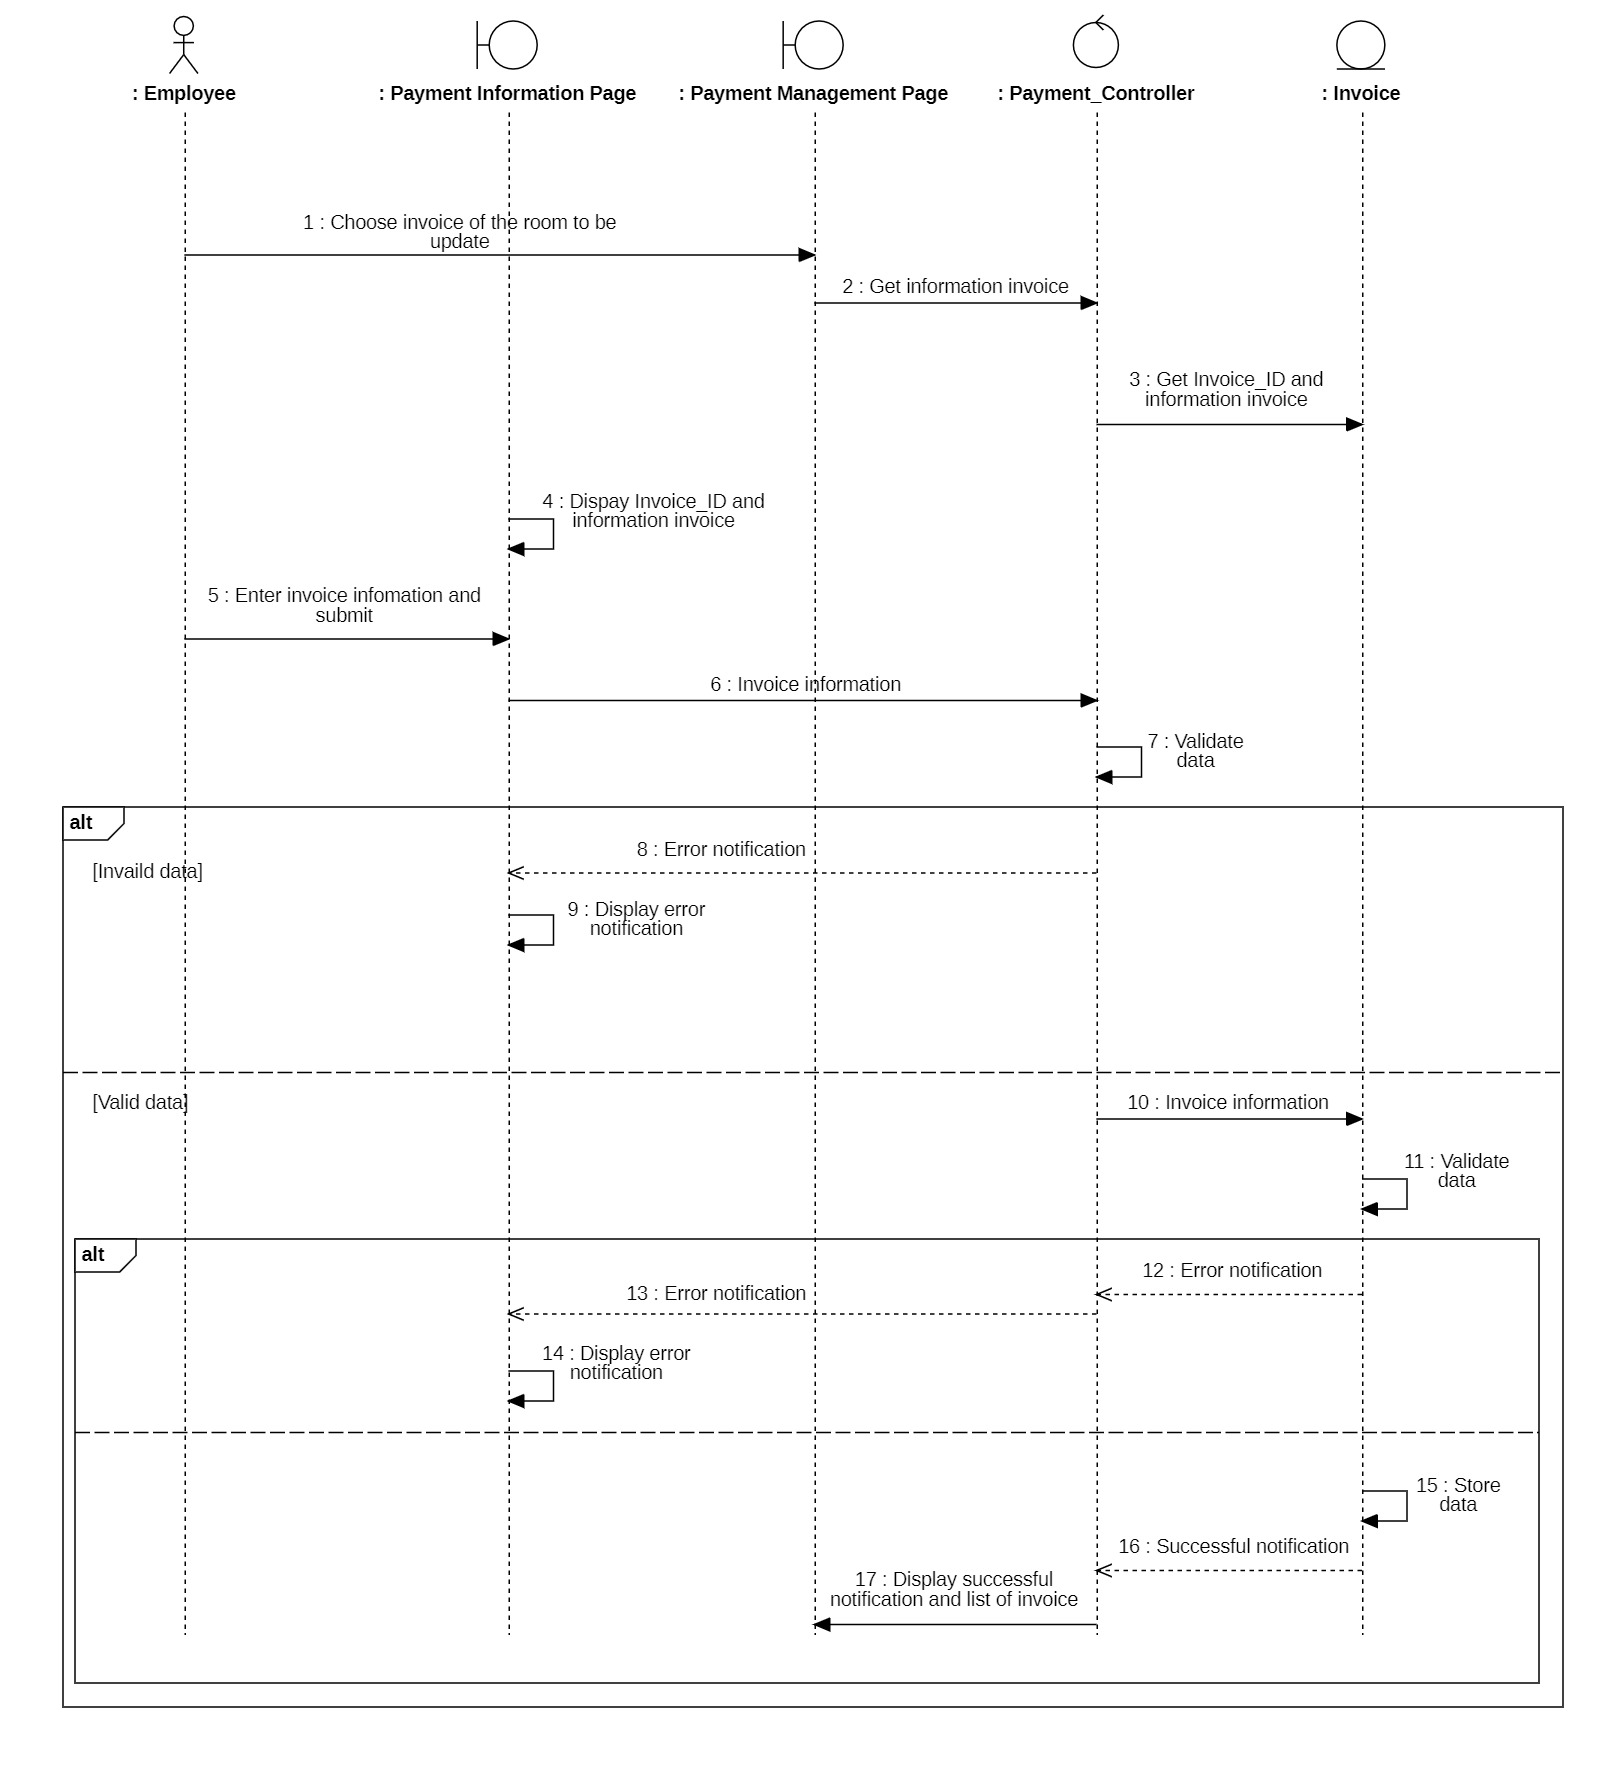 : Employee
: Payment Information Page
: Payment Management Page
: Payment_Controller
: Invoice
1 : Choose invoice of the room to be
update
2 : Get information invoice
3 : Get Invoice_ID and
information invoice
4 : Dispay Invoice_ID and
information invoice
5 : Enter invoice infomation and
submit
6 : Invoice information
7 : Validate
data
alt
8 : Error notification
[Invaild data]
9 : Display error
notification
[Valid data]
10 : Invoice information
11 : Validate
data
alt
12 : Error notification
13 : Error notification
14 : Display error
notification
15 : Store
data
16 : Successful notification
17 : Display successful
notification and list of invoice